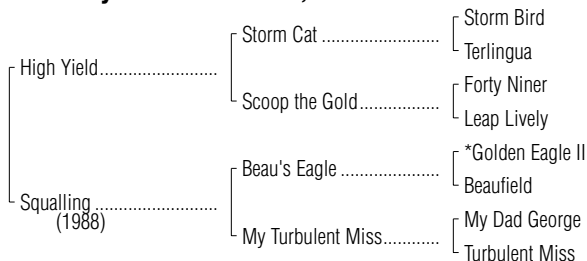 Storm Bird
Storm Cat ..............................
Terlingua
High Yield..............................
Forty Niner
Scoop the Gold....................
Leap Lively
*Golden Eagle II
Beau's Eagle .........................
Beaufield
Squalling ...............................
(1988)
My Dad George
My Turbulent Miss..............
Turbulent Miss